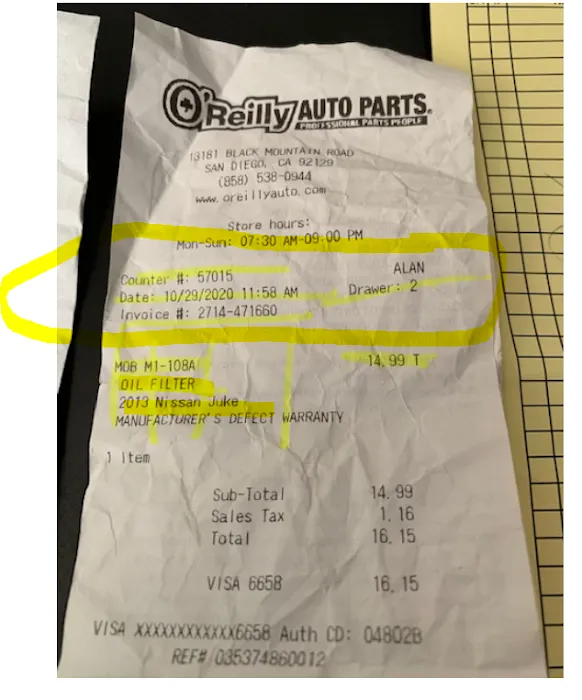 O'Reilly AUTO PARTS®
PROFESSIONAL PARTS PEOPLE
13181 BLACK MOUNTAIN ROAD
SAN DIEGO, CA 92129
(858) 538-0944
www.oreillyauto.com
Store hours:
Mon-Sun: 07:30 AM-09:00 PM
Counter #: 57015 ALAN
Date: 10/29/2020 11:58 AM Drawer: 2
Invoice #: 2714-471660
MOB M1-108A 14.99 T
OIL FILTER
2013 Nissan Juke
MANUFACTURER'S DEFECT WARRANTY
1 Item
Sub-Total 14.99
Sales Tax 1.16
Total 16.15
VISA 6658 16.15
VISA XXXXXXXXXXXX6658 Auth CD: 04802B
REF# 035374860012